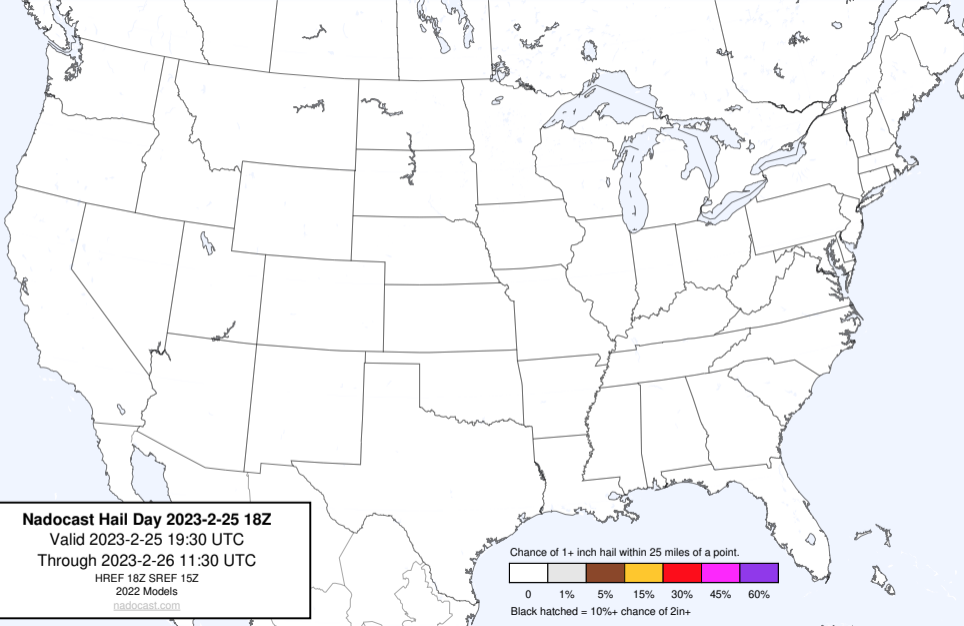 Nadocast Hail Day 2023-2-25 18Z
Valid 2023-2-25 19:30 UTC
Through 2023-2-26 11:30 UTC
HREF 18Z SREF 15Z
2022 Models
nadocast.com
Chance of 1+ inch hail within 25 miles of a point.
0 1% 5% 15% 30% 45% 60%
Black hatched = 10%+ chance of 2in+